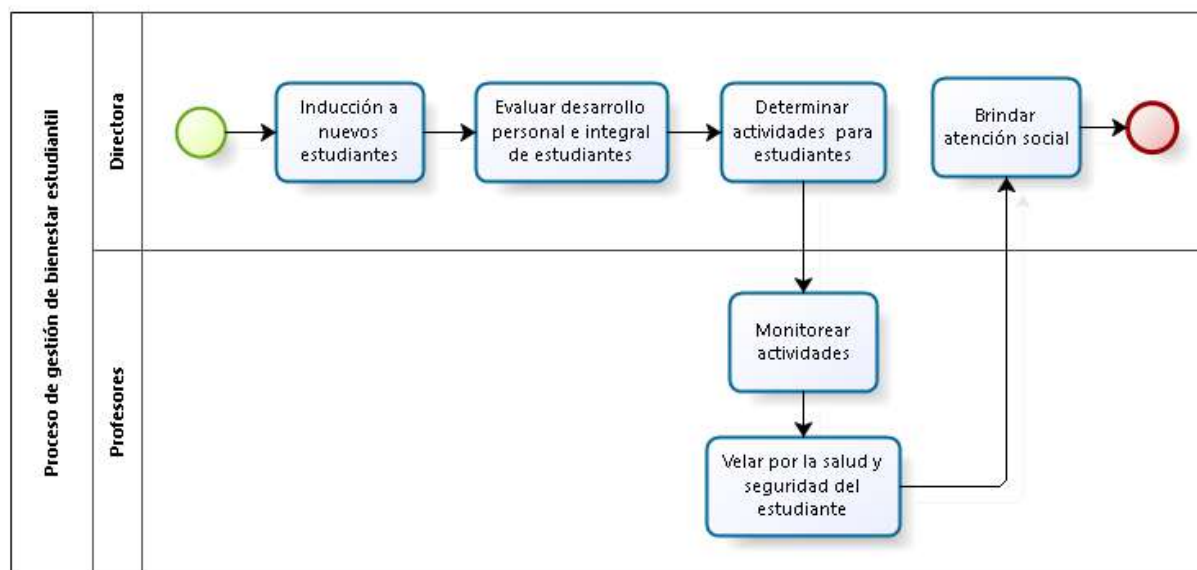 Proceso de gestión de bienestar estudiantil
Directora
Inducción a
nuevos
estudiantes
Evaluar desarrollo
personal e integral
de estudiantes
Determinar
actividades para
estudiantes
Brindar
atención social
Profesores
Monitorear
actividades
Velar por la salud y
seguridad del
estudiante